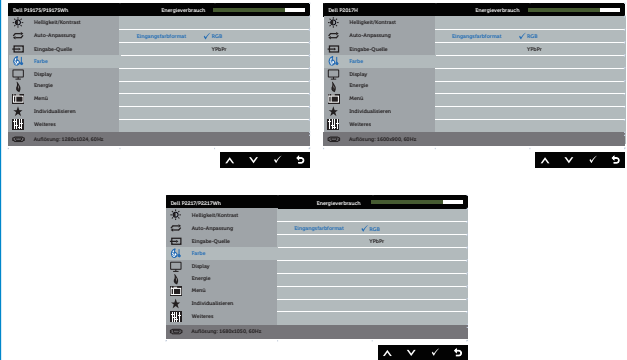 Dell P1917S/P1917SWh Energieverbrauch
Helligkeit/Kontrast
Auto-Anpassung Eingangsfarbformat ✓ RGB
Eingabe-Quelle YPbPr
Farbe
Display
Energie
Menü
Individualisieren
Weiteres
Auflösung: 1280x1024, 60Hz
Dell P2017H Energieverbrauch
Helligkeit/Kontrast
Auto-Anpassung Eingangsfarbformat ✓ RGB
Eingabe-Quelle YPbPr
Farbe
Display
Energie
Menü
Individualisieren
Weiteres
Auflösung: 1600x900, 60Hz
Dell P2217/P2217Wh Energieverbrauch
Helligkeit/Kontrast
Auto-Anpassung Eingangsfarbformat ✓ RGB
Eingabe-Quelle YPbPr
Farbe
Display
Energie
Menü
Individualisieren
Weiteres
Auflösung: 1680x1050, 60Hz